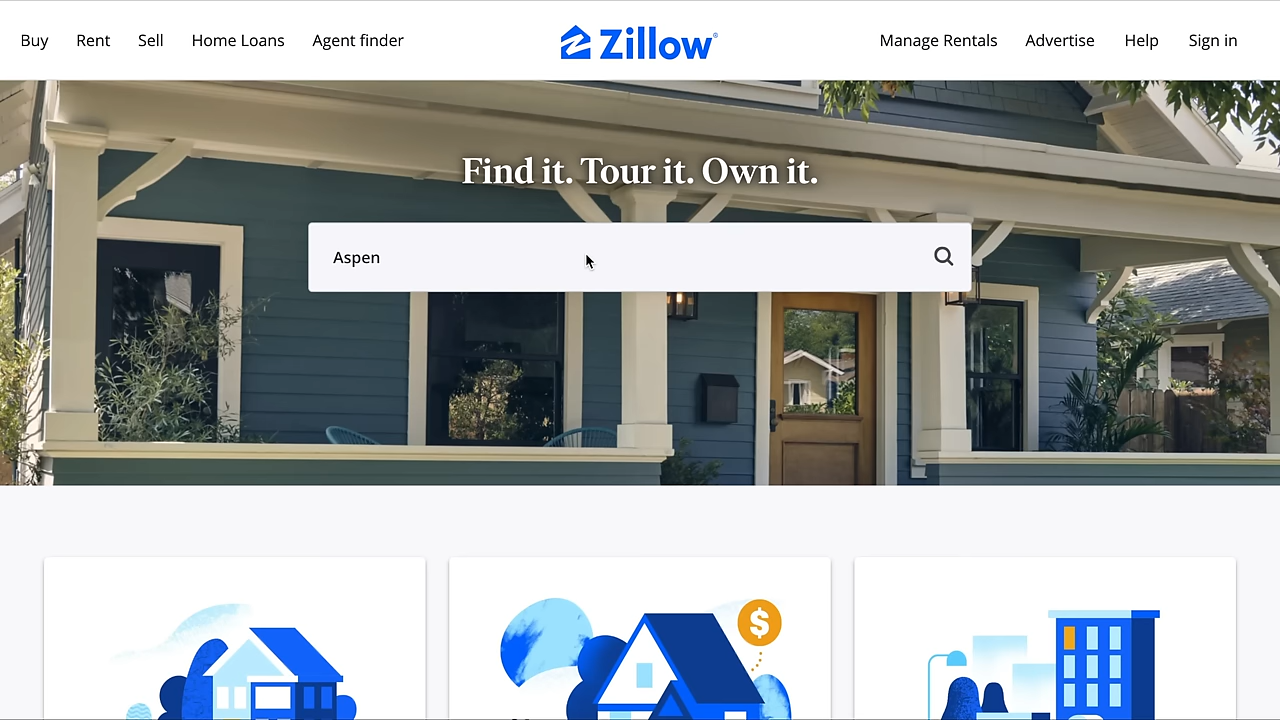 Buy Rent Sell Home Loans Agent finder Zillow® Manage Rentals Advertise Help Sign in
Find it. Tour it. Own it.
Aspen
$